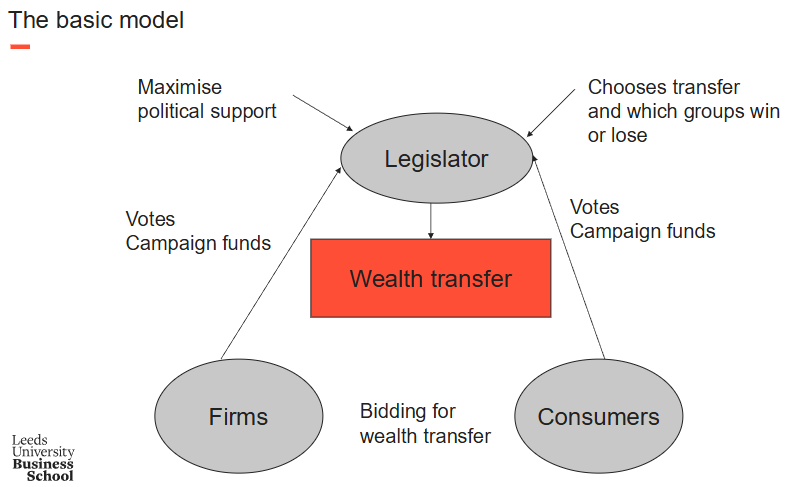 The basic model
Maximise
political support
Chooses transfer
and which groups win
or lose
Legislator
Votes
Campaign funds
Votes
Campaign funds
Wealth transfer
Firms
Bidding for
wealth transfer
Consumers
Leeds
University
Business
School